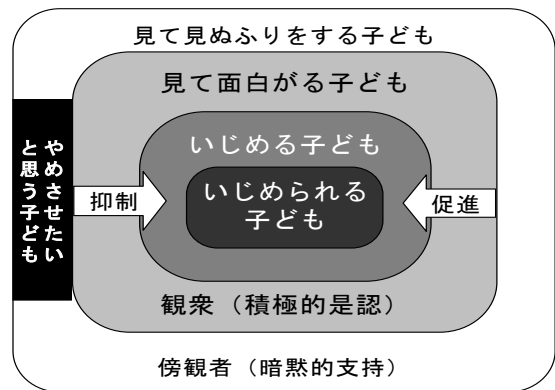 見て見ぬふりをする子ども
見て面白がる子ども
いじめる子ども
いじめられる
子ども
やめさせたい
と思う子ども
抑制
促進
観衆（積極的是認）
傍観者（暗黙的支持）